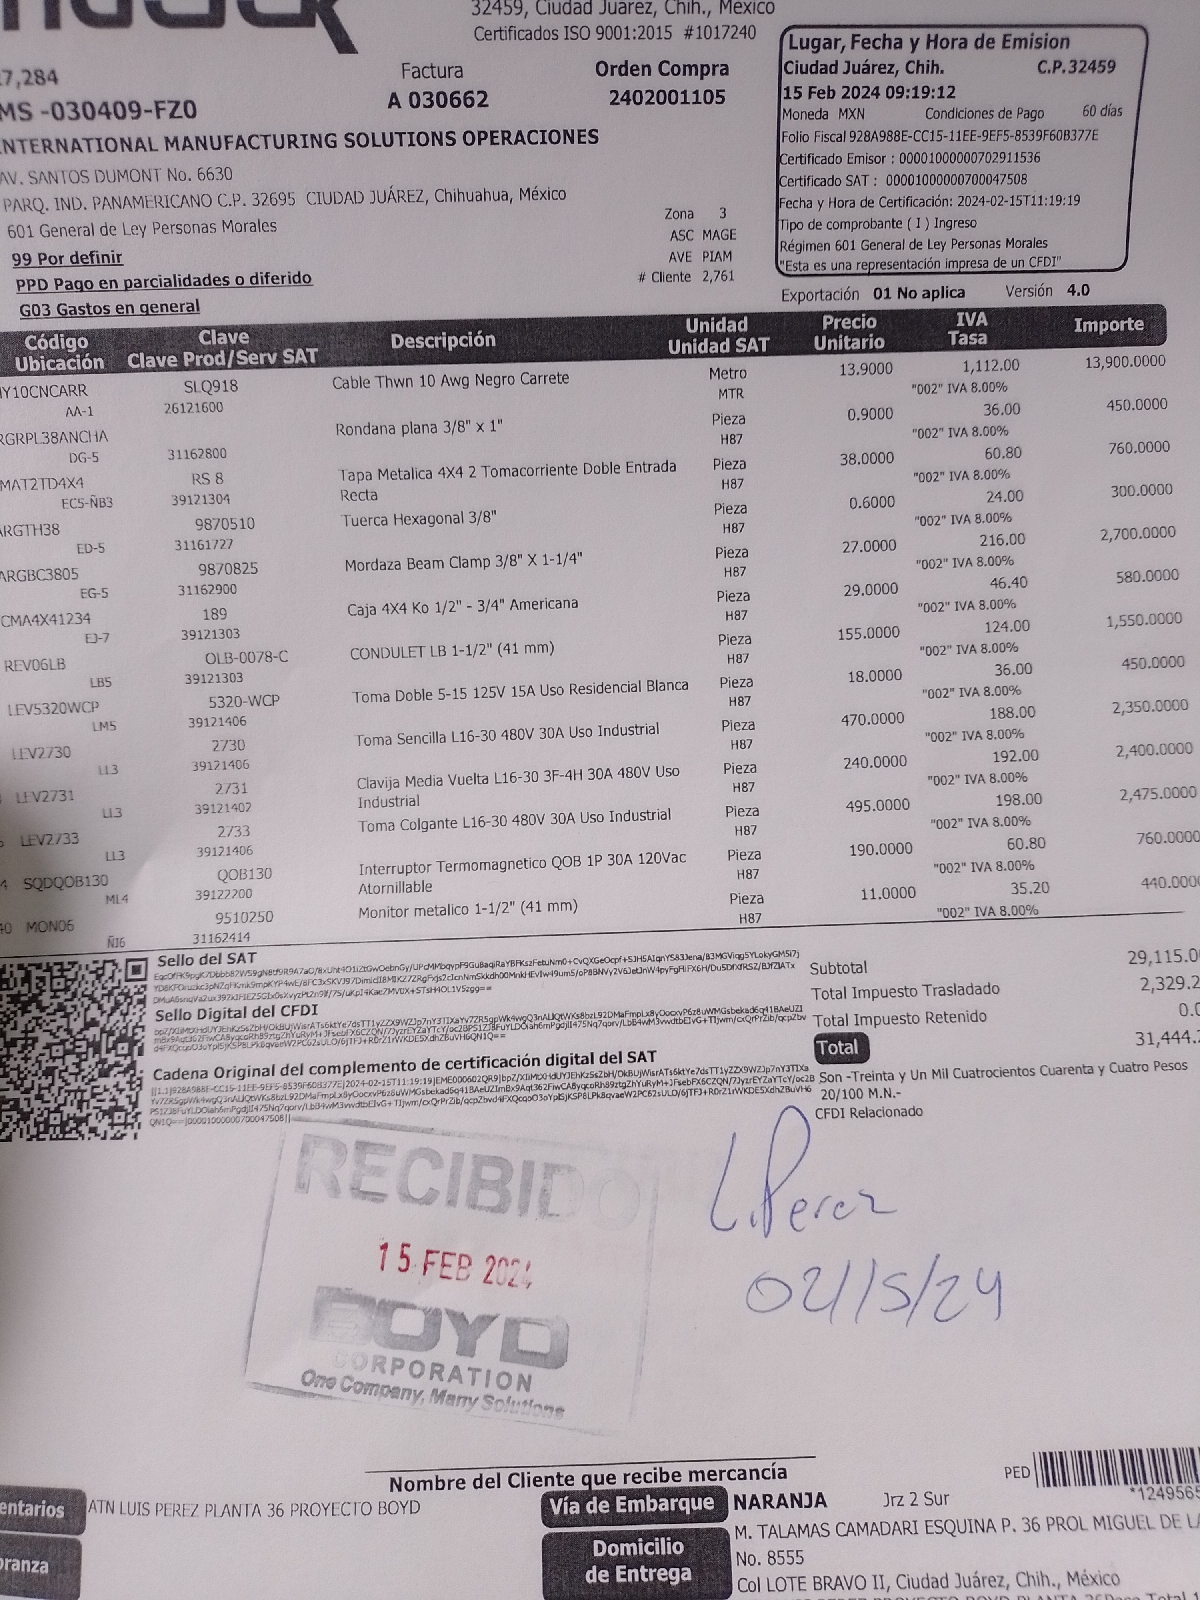 32459, Ciudad Juárez, Chih., México
Certificados ISO 9001:2015 #1017240
7,284
MS -030409-FZ0
Factura
A 030662
Orden Compra
2402001105
Lugar, Fecha y Hora de Emision
Ciudad Juárez, Chih. C.P.32459
15 Feb 2024 09:19:12
Moneda MXN Condiciones de Pago 60 días
Folio Fiscal 928A988E-CC15-11EE-9EF5-8539F60B377E
Certificado Emisor : 00001000000702911536
Certificado SAT : 00001000000700047508
Fecha y Hora de Certificación: 2024-02-15T11:19:19
Tipo de comprobante ( I ) Ingreso
Régimen 601 General de Ley Personas Morales
"Esta es una representación impresa de un CFDI"
Exportación 01 No aplica Versión 4.0
NTERNATIONAL MANUFACTURING SOLUTIONS OPERACIONES
AV. SANTOS DUMONT No. 6630
PARQ. IND. PANAMERICANO C.P. 32695 CIUDAD JUÁREZ, Chihuahua, México
601 General de Ley Personas Morales
99 Por definir
PPD Pago en parcialidades o diferido
G03 Gastos en general
Zona 3
ASC MAGE
AVE PIAM
# Cliente 2,761
Código Clave Descripción Unidad Precio IVA Importe
Ubicación Clave Prod/Serv SAT Unidad SAT Unitario Tasa
Y10CNCARR SLQ918 Cable Thwn 10 Awg Negro Carrete Metro 13.9000 1,112.00 13,900.0000
AA-1 26121600 MTR "002" IVA 8.00%
RGRPL38ANCHA Rondana plana 3/8" x 1" Pieza 0.9000 36.00 450.0000
DG-5 31162800 H87 "002" IVA 8.00%
MAT2TD4X4 RS 8 Tapa Metalica 4X4 2 Tomacorriente Doble Entrada Pieza 38.0000 60.80 760.0000
EC5-ÑB3 39121304 Recta H87 "002" IVA 8.00%
ARGTH38 9870510 Tuerca Hexagonal 3/8" Pieza 0.6000 24.00 300.0000
ED-5 31161727 H87 "002" IVA 8.00%
ARGBC3805 9870825 Mordaza Beam Clamp 3/8" X 1-1/4" Pieza 27.0000 216.00 2,700.0000
EG-5 31162900 H87 "002" IVA 8.00%
CMA4X41234 189 Caja 4X4 Ko 1/2" - 3/4" Americana Pieza 29.0000 46.40 580.0000
EJ-7 39121303 H87 "002" IVA 8.00%
REV06LB OLB-0078-C CONDULET LB 1-1/2" (41 mm) Pieza 155.0000 124.00 1,550.0000
LB5 39121303 H87 "002" IVA 8.00%
LEV5320WCP 5320-WCP Toma Doble 5-15 125V 15A Uso Residencial Blanca Pieza 18.0000 36.00 450.0000
LM5 39121406 H87 "002" IVA 8.00%
LEV2730 2730 Toma Sencilla L16-30 480V 30A Uso Industrial Pieza 470.0000 188.00 2,350.0000
LL3 39121406 H87 "002" IVA 8.00%
LEV2731 2731 Clavija Media Vuelta L16-30 3F-4H 30A 480V Uso Pieza 240.0000 192.00 2,400.0000
LL3 39121402 Industrial H87 "002" IVA 8.00%
LEV2733 2733 Toma Colgante L16-30 480V 30A Uso Industrial Pieza 495.0000 198.00 2,475.0000
LL3 39121406 H87 "002" IVA 8.00%
4 SQDQOB130 QOB130 Interruptor Termomagnetico QOB 1P 30A 120Vac Pieza 190.0000 60.80 760.0000
ML4 39122200 Atornillable H87 "002" IVA 8.00%
40 MON06 9510250 Monitor metalico 1-1/2" (41 mm) Pieza 11.0000 35.20 440.000
ÑI6 31162414 H87 "002" IVA 8.00%
Sello del SAT
Sello Digital del CFDI
Cadena Original del complemento de certificación digital del SAT
Subtotal 29,115.0
Total Impuesto Trasladado 2,329.2
Total Impuesto Retenido 0.0
Total 31,444.2
Son -Treinta y Un Mil Cuatrocientos Cuarenta y Cuatro Pesos
20/100 M.N.-
CFDI Relacionado
RECIBIDO
15 FEB 2024
BOYD
CORPORATION
One Company, Many Solutions
L. Perez
02/15/24
Nombre del Cliente que recibe mercancía
PED
*1249565
entarios ATN LUIS PEREZ PLANTA 36 PROYECTO BOYD
Vía de Embarque NARANJA Jrz 2 Sur
ranza
Domicilio
de Entrega
M. TALAMAS CAMADARI ESQUINA P. 36 PROL MIGUEL DE LA
No. 8555
Col LOTE BRAVO II, Ciudad Juárez, Chih., México